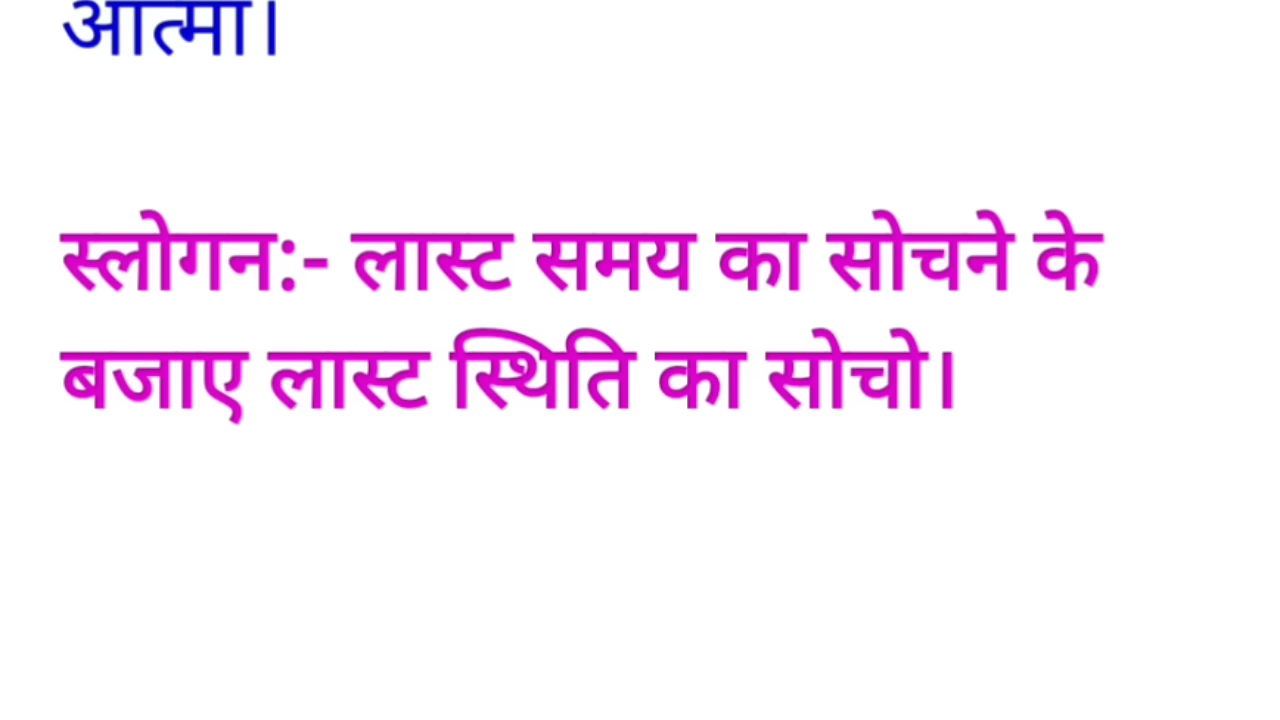 आत्मा।
स्लोगन:- लास्ट समय का सोचने के
बजाए लास्ट स्थिति का सोचो।